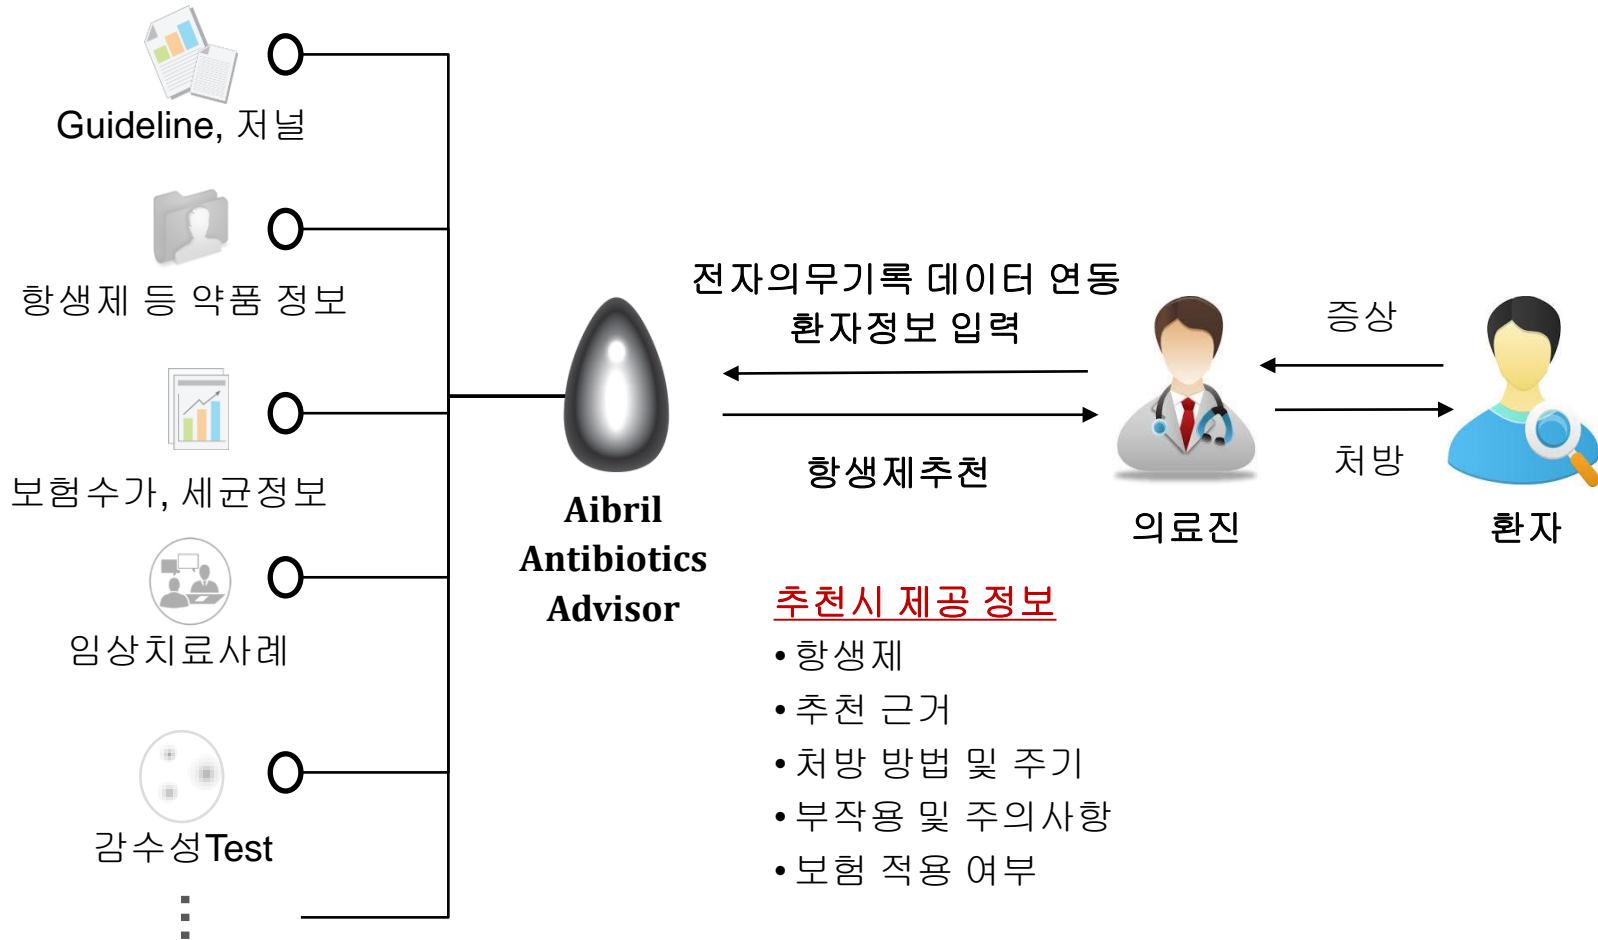 Guideline, 저널
항생제 등 약품 정보
보험수가, 세균정보
임상치료사례
감수성Test
Aibril
Antibiotics
Advisor
전자의무기록 데이터 연동
환자정보 입력
항생제추천
의료진
증상
처방
환자
추천시 제공 정보
• 항생제
• 추천 근거
• 처방 방법 및 주기
• 부작용 및 주의사항
• 보험 적용 여부